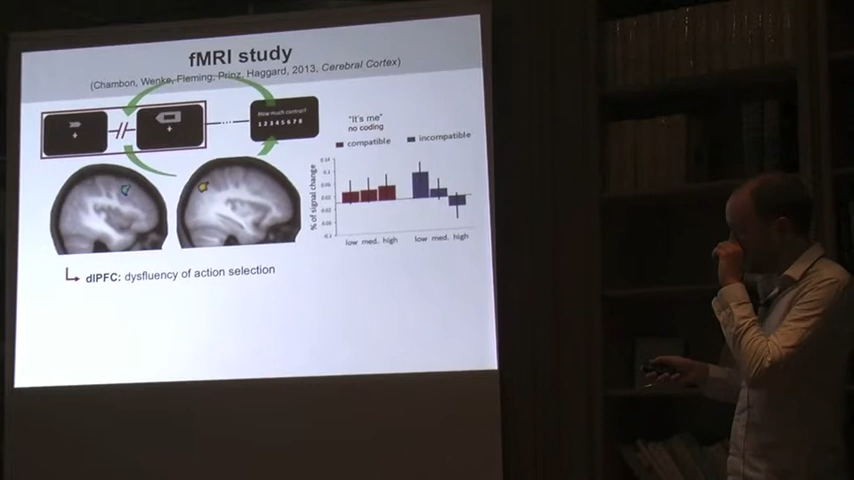 fMRI study
(Chambon, Wenke, Fleming, Prinz, Haggard, 2013, Cerebral Cortex)
How much control?
1 2 3 4 5 6 7 8
"It's me"
no coding
compatible incompatible
% of signal change
low med. high low med. high
dlPFC: dysfluency of action selection